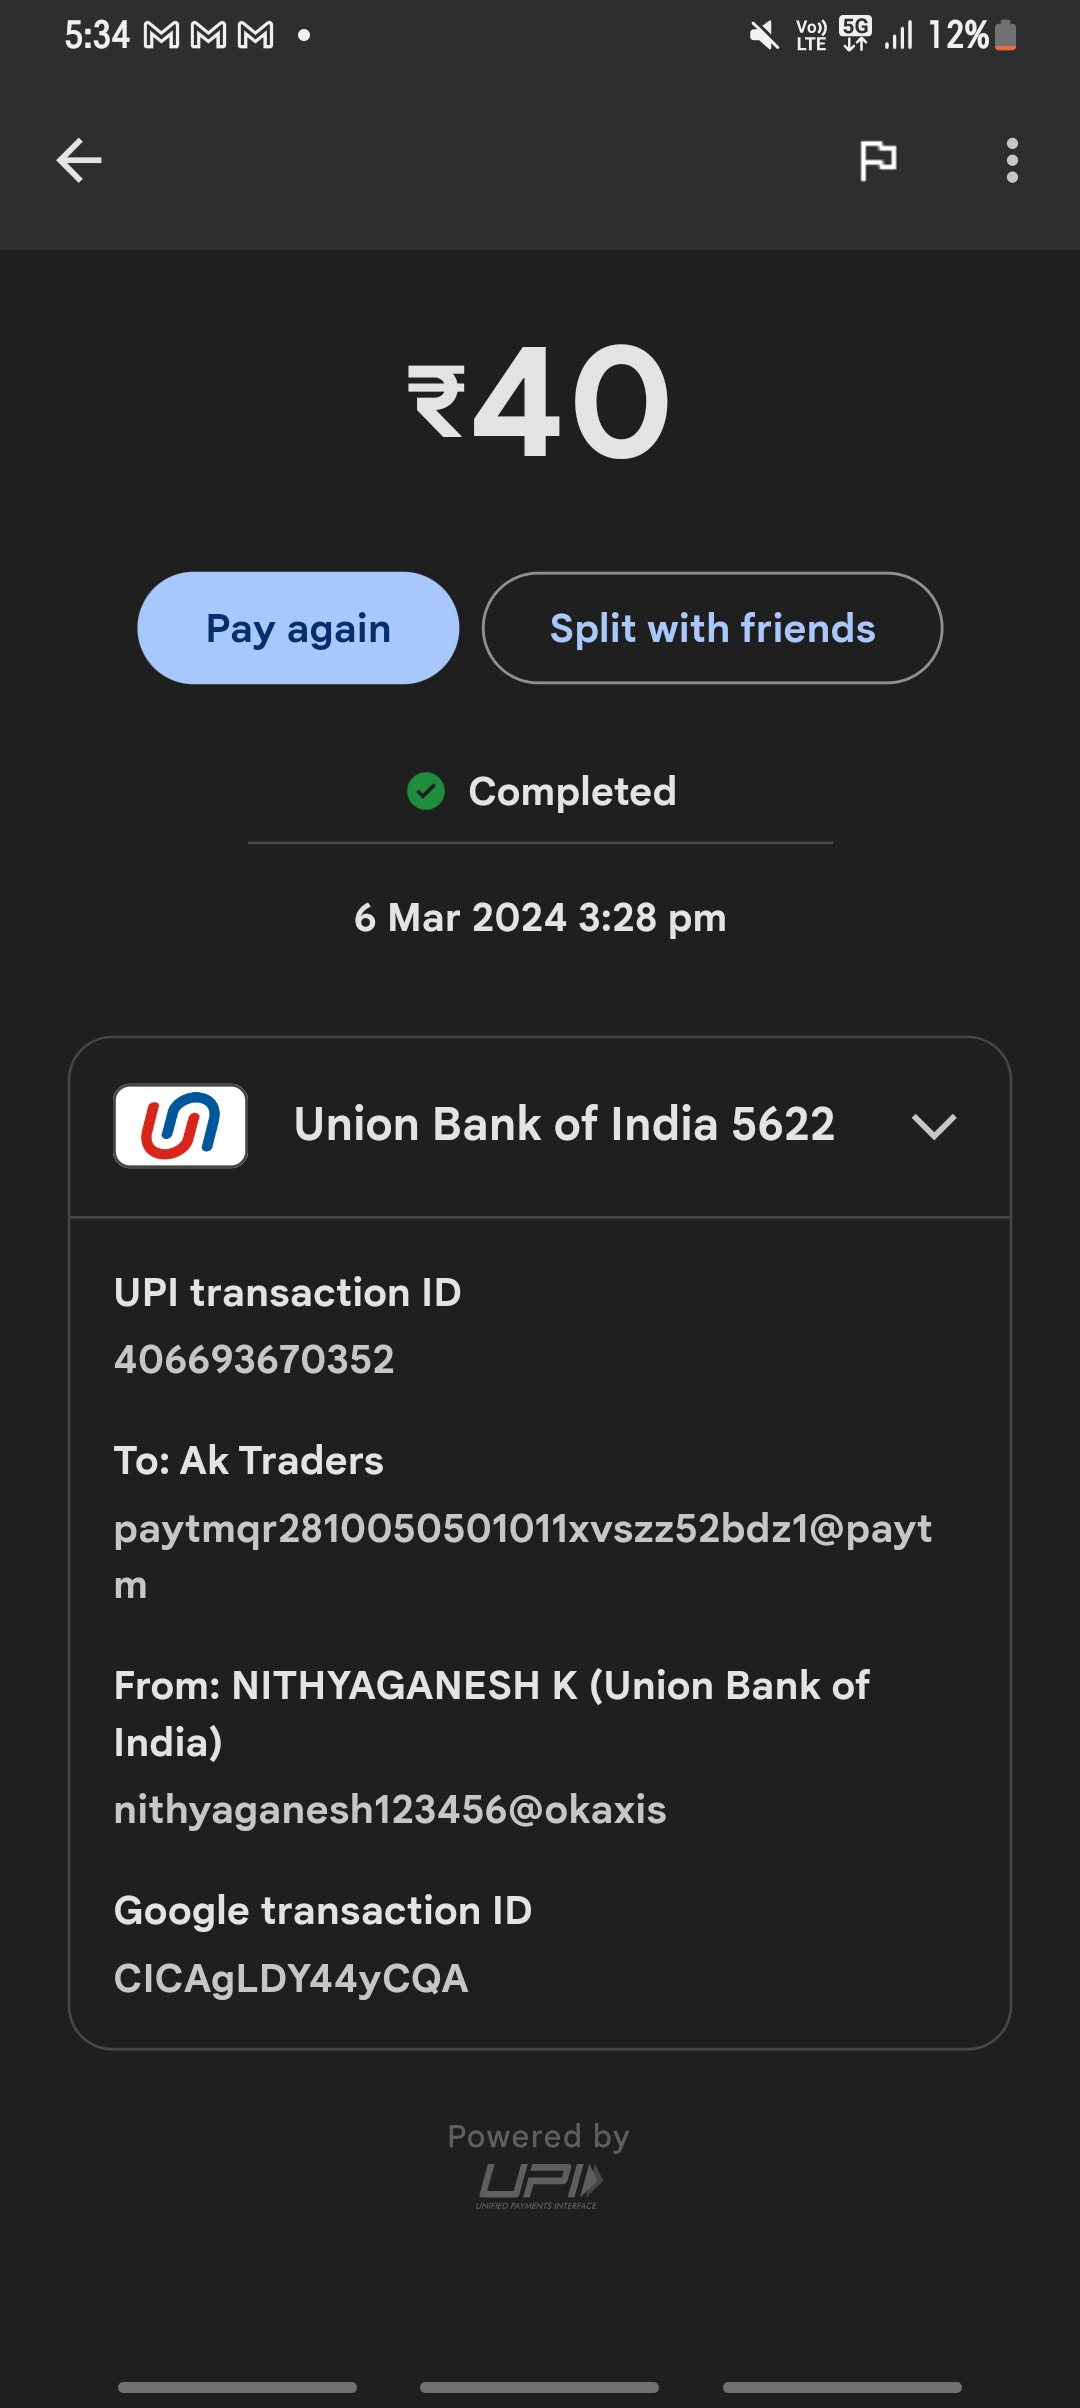 5:34
Vo)) LTE 5G 12%
₹40
Pay again
Split with friends
Completed
6 Mar 2024 3:28 pm
Union Bank of India 5622
UPI transaction ID
406693670352
To: Ak Traders
paytmqr2810050501011xvszz52bdz1@payt
m
From: NITHYAGANESH K (Union Bank of
India)
nithyaganesh123456@okaxis
Google transaction ID
CICAgLDY44yCQA
Powered by
UPI
UNIFIED PAYMENTS INTERFACE